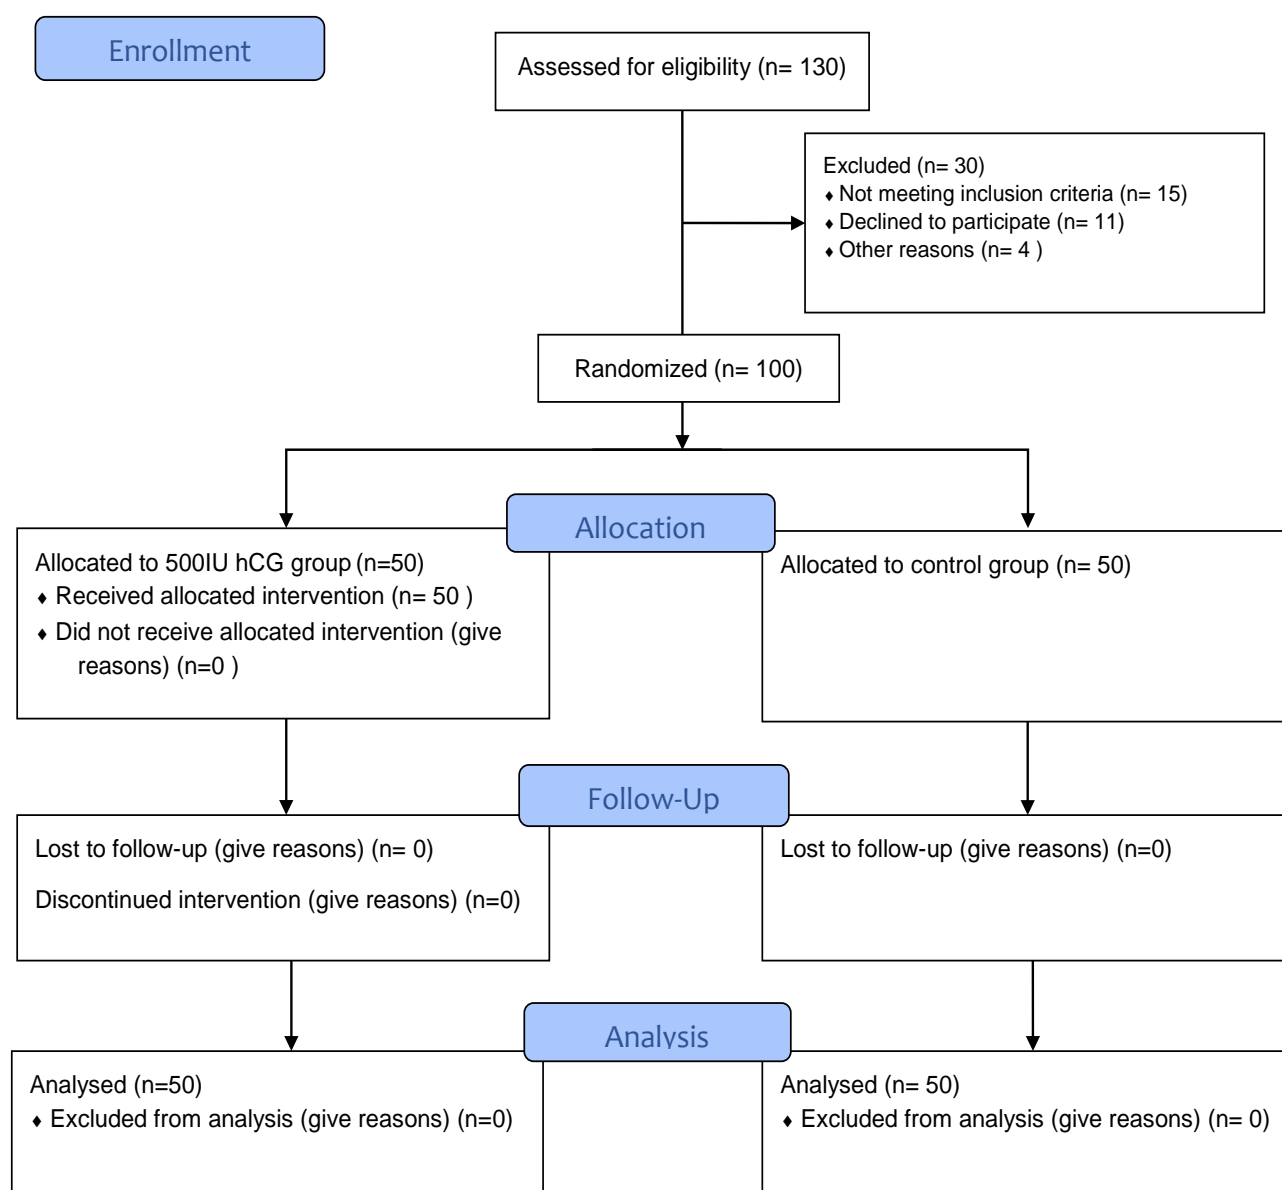 Enrollment
Assessed for eligibility (n= 130)
Excluded (n= 30)
♦ Not meeting inclusion criteria (n= 15)
♦ Declined to participate (n= 11)
♦ Other reasons (n= 4 )
Randomized (n= 100)
Allocation
Allocated to 500IU hCG group (n=50)
♦ Received allocated intervention (n= 50 )
♦ Did not receive allocated intervention (give
reasons) (n=0 )
Allocated to control group (n= 50)
Follow-Up
Lost to follow-up (give reasons) (n= 0)
Discontinued intervention (give reasons) (n=0)
Lost to follow-up (give reasons) (n=0)
Analysis
Analysed (n=50)
♦ Excluded from analysis (give reasons) (n=0)
Analysed (n= 50)
♦ Excluded from analysis (give reasons) (n= 0)